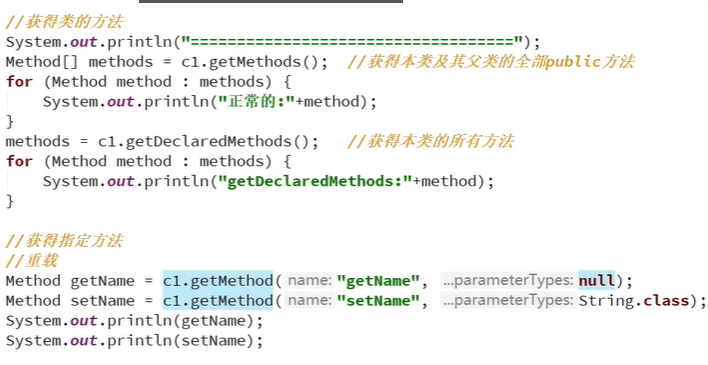 //获得类的方法
System.out.println("===================================");
Method[] methods = c1.getMethods();  //获得本类及其父类的全部public方法
for (Method method : methods) {
    System.out.println("正常的:"+method);
}
methods = c1.getDeclaredMethods();   //获得本类的所有方法
for (Method method : methods) {
    System.out.println("getDeclaredMethods:"+method);
}
//获得指定方法
//重载
Method getName = c1.getMethod( name: "getName", ...parameterTypes: null);
Method setName = c1.getMethod( name: "setName", ...parameterTypes: String.class);
System.out.println(getName);
System.out.println(setName);